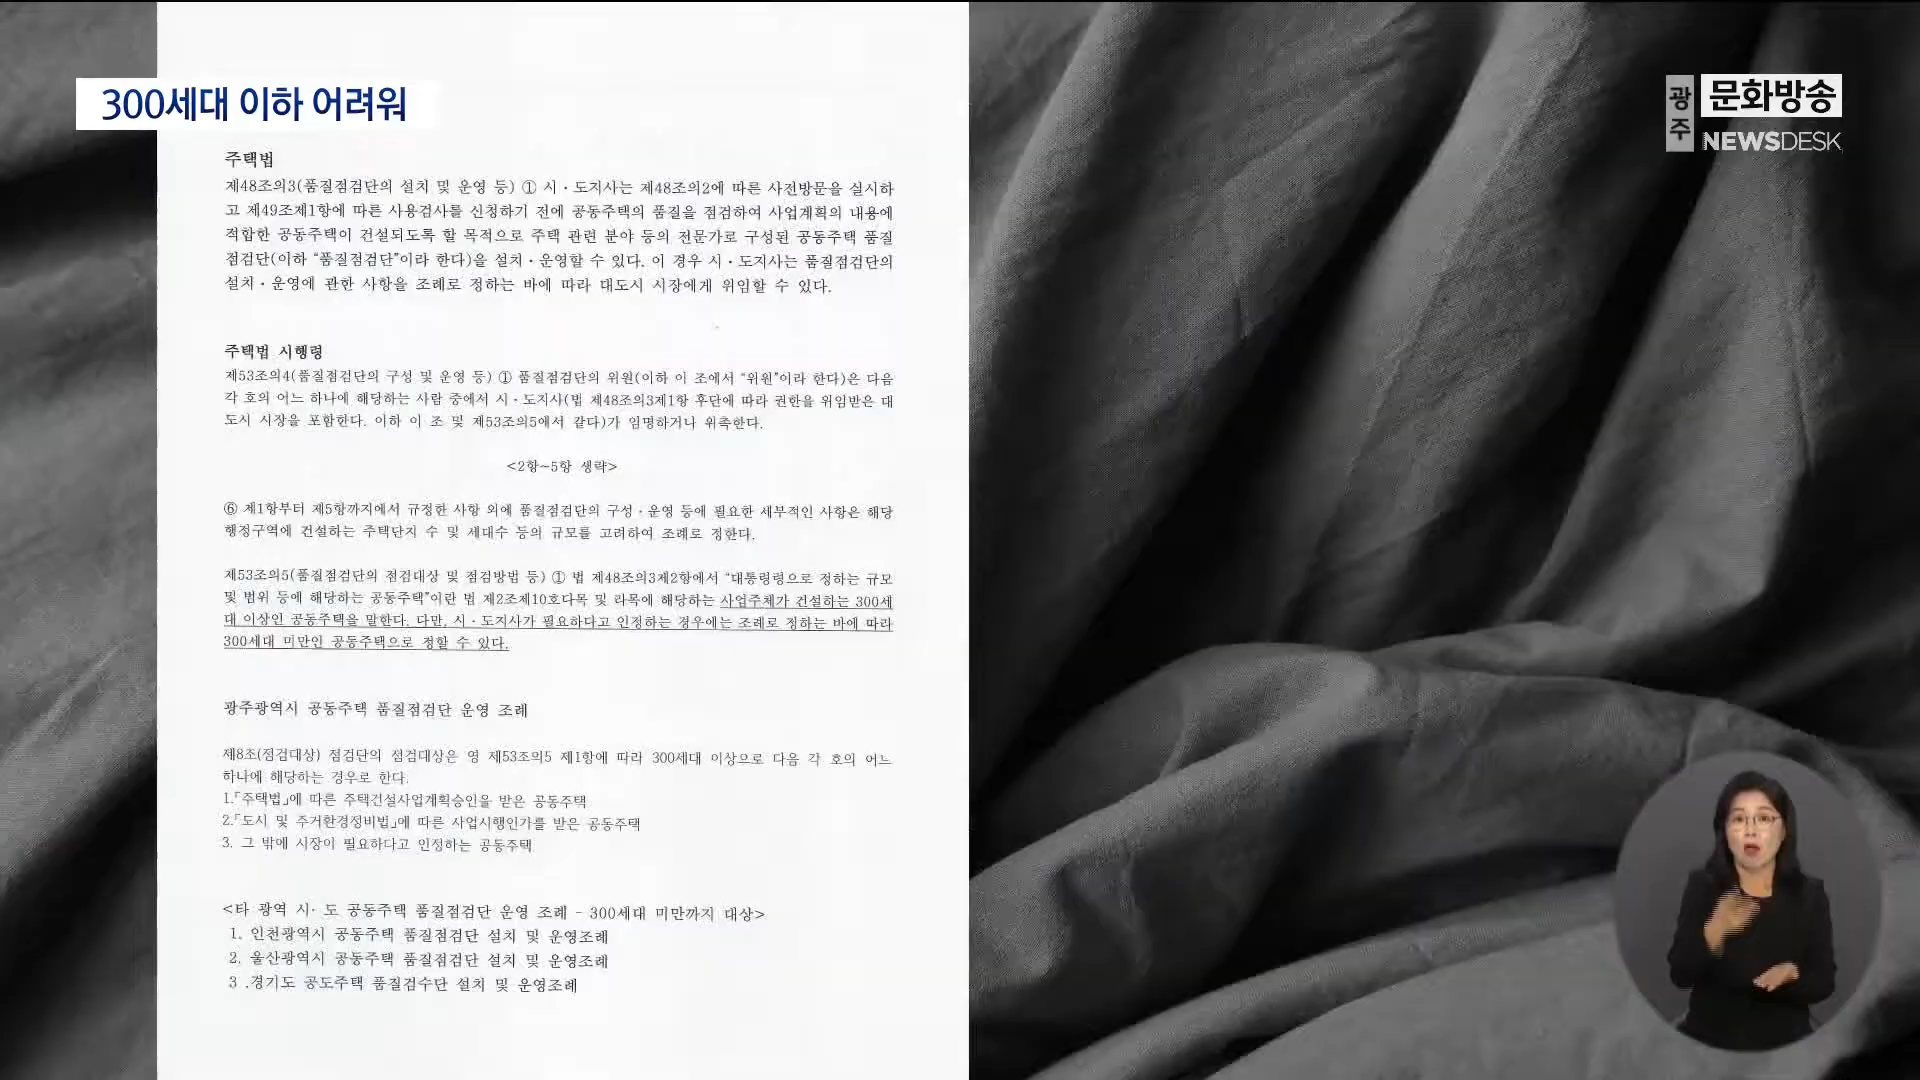 300세대 이하 어려워
광주
문화방송
NEWSDESK
주택법
제48조의3(품질점검단의 설치 및 운영 등) ① 시·도지사는 제48조의2에 따른 사전방문을 실시하
고 제49조제1항에 따른 사용검사를 신청하기 전에 공동주택의 품질을 점검하여 사업계획의 내용에
적합한 공동주택이 건설되도록 할 목적으로 주택 관련 분야 등의 전문가로 구성된 공동주택 품질
점검단(이하 “품질점검단”이라 한다)을 설치·운영할 수 있다. 이 경우 시·도지사는 품질점검단의
설치·운영에 관한 사항을 조례로 정하는 바에 따라 대도시 시장에게 위임할 수 있다.
주택법 시행령
제53조의4(품질점검단의 구성 및 운영 등) ① 품질점검단의 위원(이하 이 조에서 “위원”이라 한다)은 다음
각 호의 어느 하나에 해당하는 사람 중에서 시·도지사(법 제48조의3제1항 후단에 따라 권한을 위임받은 대
도시 시장을 포함한다. 이하 이 조 및 제53조의5에서 같다)가 임명하거나 위촉한다.
<2항~5항 생략>
⑥ 제1항부터 제5항까지에서 규정한 사항 외에 품질점검단의 구성·운영 등에 필요한 세부적인 사항은 해당
행정구역에 건설하는 주택단지 수 및 세대수 등의 규모를 고려하여 조례로 정한다.
제53조의5(품질점검단의 점검대상 및 점검방법 등) ① 법 제48조의3제2항에서 “대통령령으로 정하는 규모
및 범위 등에 해당하는 공동주택”이란 법 제2조제10호다목 및 라목에 해당하는 사업주체가 건설하는 300세
대 이상인 공동주택을 말한다. 다만, 시·도지사가 필요하다고 인정하는 경우에는 조례로 정하는 바에 따라
300세대 미만인 공동주택으로 정할 수 있다.
광주광역시 공동주택 품질점검단 운영 조례
제8조(점검대상) 점검단의 점검대상은 영 제53조의5 제1항에 따라 300세대 이상으로 다음 각 호의 어느
하나에 해당하는 경우로 한다.
1.「주택법」에 따른 주택건설사업계획승인을 받은 공동주택
2.「도시 및 주거환경정비법」에 따른 사업시행인가를 받은 공동주택
3. 그 밖에 시장이 필요하다고 인정하는 공동주택
<타 광역 시·도 공동주택 품질점검단 운영 조례 - 300세대 미만까지 대상>
1. 인천광역시 공동주택 품질점검단 설치 및 운영조례
2. 울산광역시 공동주택 품질점검단 설치 및 운영조례
3 .경기도 공도주택 품질검수단 설치 및 운영조례